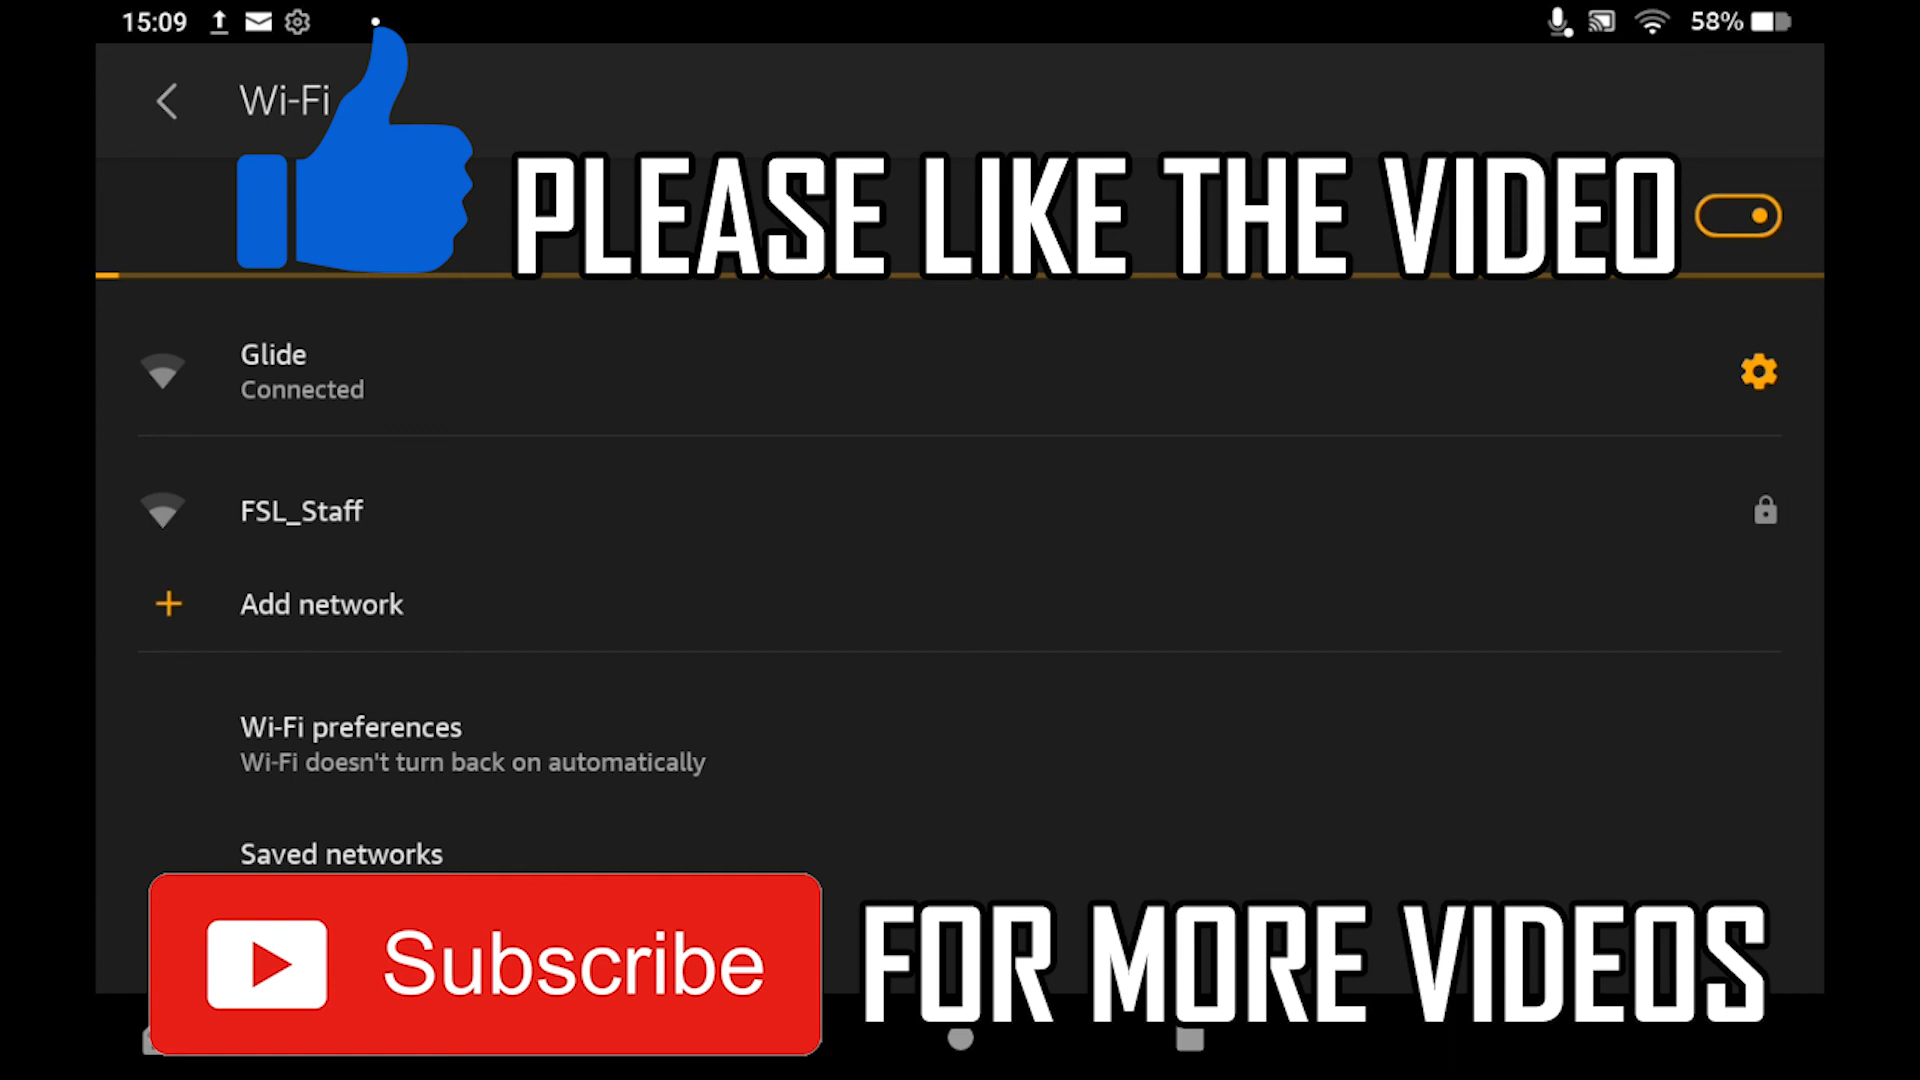 15:09
58%
Wi-Fi
PLEASE LIKE THE VIDEO
Glide
Connected
FSL_Staff
Add network
Wi-Fi preferences
Wi-Fi doesn't turn back on automatically
Saved networks
Subscribe
FOR MORE VIDEOS